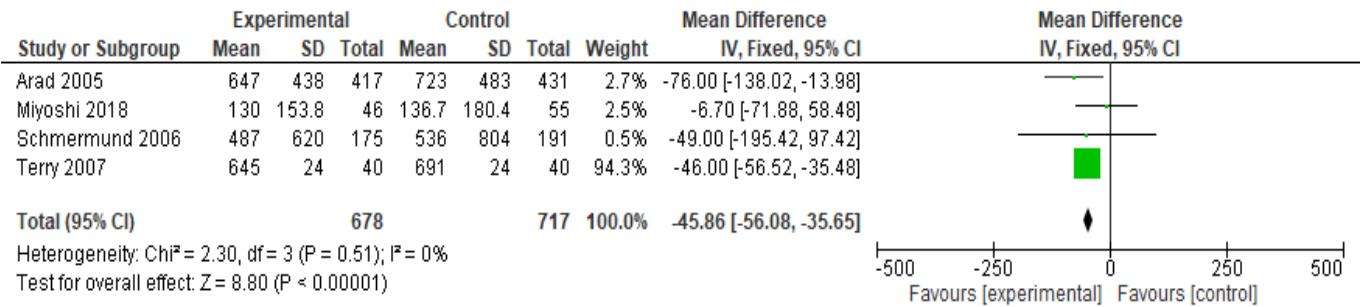 Experimental Control Mean Difference Mean Difference
Study or Subgroup Mean SD Total Mean SD Total Weight IV, Fixed, 95% CI IV, Fixed, 95% CI
Arad 2005 647 438 417 723 483 431 2.7% -76.00 [-138.02, -13.98]
Miyoshi 2018 130 153.8 46 136.7 180.4 55 2.5% -6.70 [-71.88, 58.48]
Schmermund 2006 487 620 175 536 804 191 0.5% -49.00 [-195.42, 97.42]
Terry 2007 645 24 40 691 24 40 94.3% -46.00 [-56.52, -35.48]
Total (95% CI) 678 717 100.0% -45.86 [-56.08, -35.65]
Heterogeneity: Chi² = 2.30, df = 3 (P = 0.51); I² = 0%
Test for overall effect: Z = 8.80 (P < 0.00001)
-500 -250 0 250 500
Favours [experimental] Favours [control]